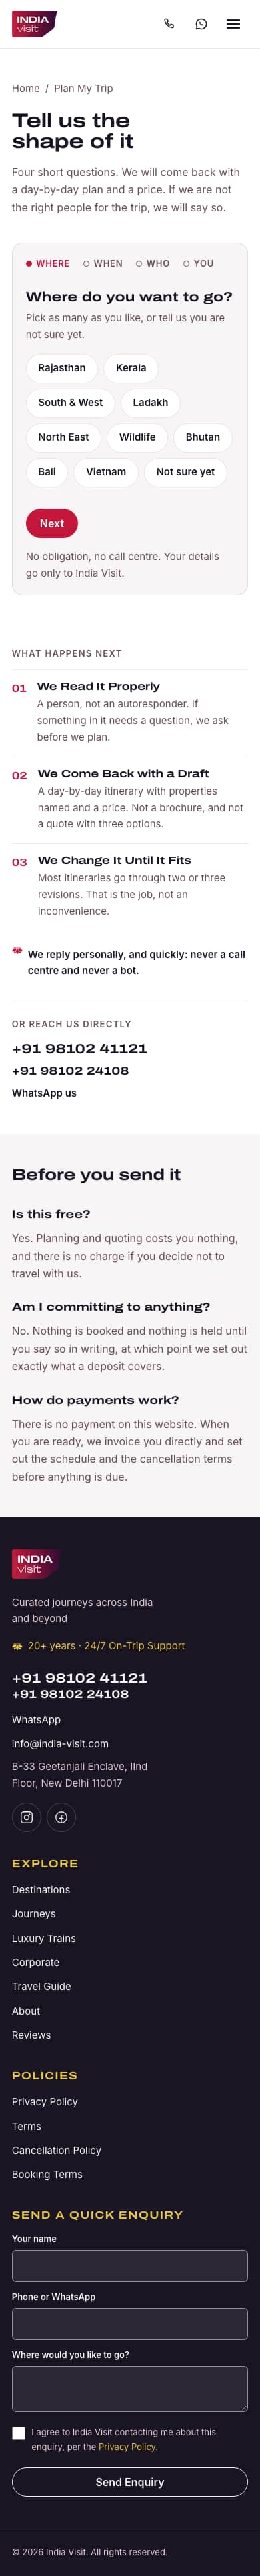 INDIA
visit
Home / Plan My Trip
Tell us the
shape of it
Four short questions. We will come back with
a day-by-day plan and a price. If we are not
the right people for the trip, we will say so.
WHERE WHEN WHO YOU
Where do you want to go?
Pick as many as you like, or tell us you are
not sure yet.
Rajasthan Kerala
South & West Ladakh
North East Wildlife Bhutan
Bali Vietnam Not sure yet
Next
No obligation, no call centre. Your details
go only to India Visit.
WHAT HAPPENS NEXT
01 We Read It Properly
A person, not an autoresponder. If
something in it needs a question, we ask
before we plan.
02 We Come Back with a Draft
A day-by-day itinerary with properties
named and a price. Not a brochure, and not
a quote with three options.
03 We Change It Until It Fits
Most itineraries go through two or three
revisions. That is the job, not an
inconvenience.
We reply personally, and quickly: never a call
centre and never a bot.
OR REACH US DIRECTLY
+91 98102 41121
+91 98102 24108
WhatsApp us
Before you send it
Is this free?
Yes. Planning and quoting costs you nothing,
and there is no charge if you decide not to
travel with us.
Am I committing to anything?
No. Nothing is booked and nothing is held until
you say so in writing, at which point we set out
exactly what a deposit covers.
How do payments work?
There is no payment on this website. When
you are ready, we invoice you directly and set
out the schedule and the cancellation terms
before anything is due.
INDIA
visit
Curated journeys across India
and beyond
20+ years · 24/7 On-Trip Support
+91 98102 41121
+91 98102 24108
WhatsApp
info@india-visit.com
B-33 Geetanjali Enclave, IInd
Floor, New Delhi 110017
EXPLORE
Destinations
Journeys
Luxury Trains
Corporate
Travel Guide
About
Reviews
POLICIES
Privacy Policy
Terms
Cancellation Policy
Booking Terms
SEND A QUICK ENQUIRY
Your name
Phone or WhatsApp
Where would you like to go?
I agree to India Visit contacting me about this
enquiry, per the Privacy Policy.
Send Enquiry
© 2026 India Visit. All rights reserved.